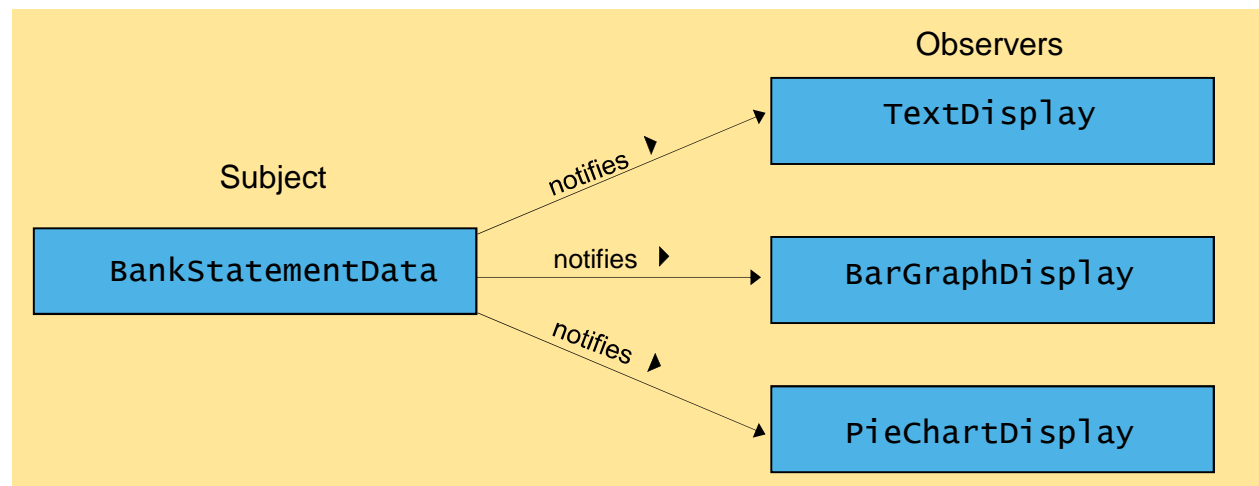 Observers
TextDisplay
notifies
Subject
BankStatementData
notifies
BarGraphDisplay
notifies
PieChartDisplay